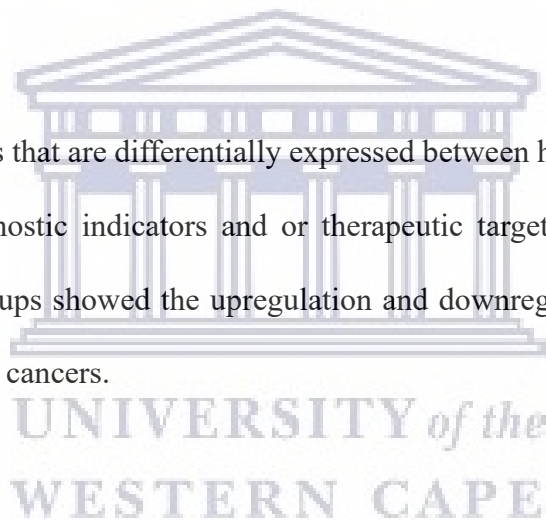 s that are differentially expressed between h
nostic indicators and or therapeutic target
ups showed the upregulation and downreg
cancers.
UNIVERSITY of the
WESTERN CAPE